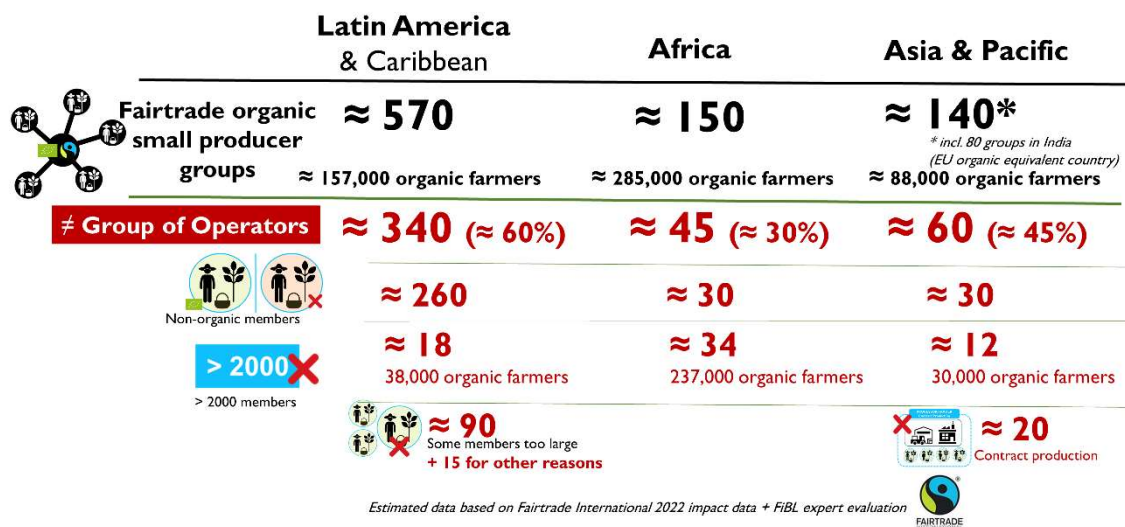 Latin America
& Caribbean
Africa
Asia & Pacific
Fairtrade organic
small producer
groups
≈ 570
≈ 150
≈ 140*
* incl. 80 groups in India
(EU organic equivalent country)
≈ 157,000 organic farmers
≈ 285,000 organic farmers
≈ 88,000 organic farmers
≠ Group of Operators
≈ 340 (≈ 60%)
≈ 45 (≈ 30%)
≈ 60 (≈ 45%)
Non-organic members
≈ 260
≈ 30
≈ 30
> 2000
> 2000 members
≈ 18
38,000 organic farmers
≈ 34
237,000 organic farmers
≈ 12
30,000 organic farmers
≈ 90
Some members too large
+ 15 for other reasons
≈ 20
Contract production
Estimated data based on Fairtrade International 2022 impact data + FiBL expert evaluation
®
FAIRTRADE